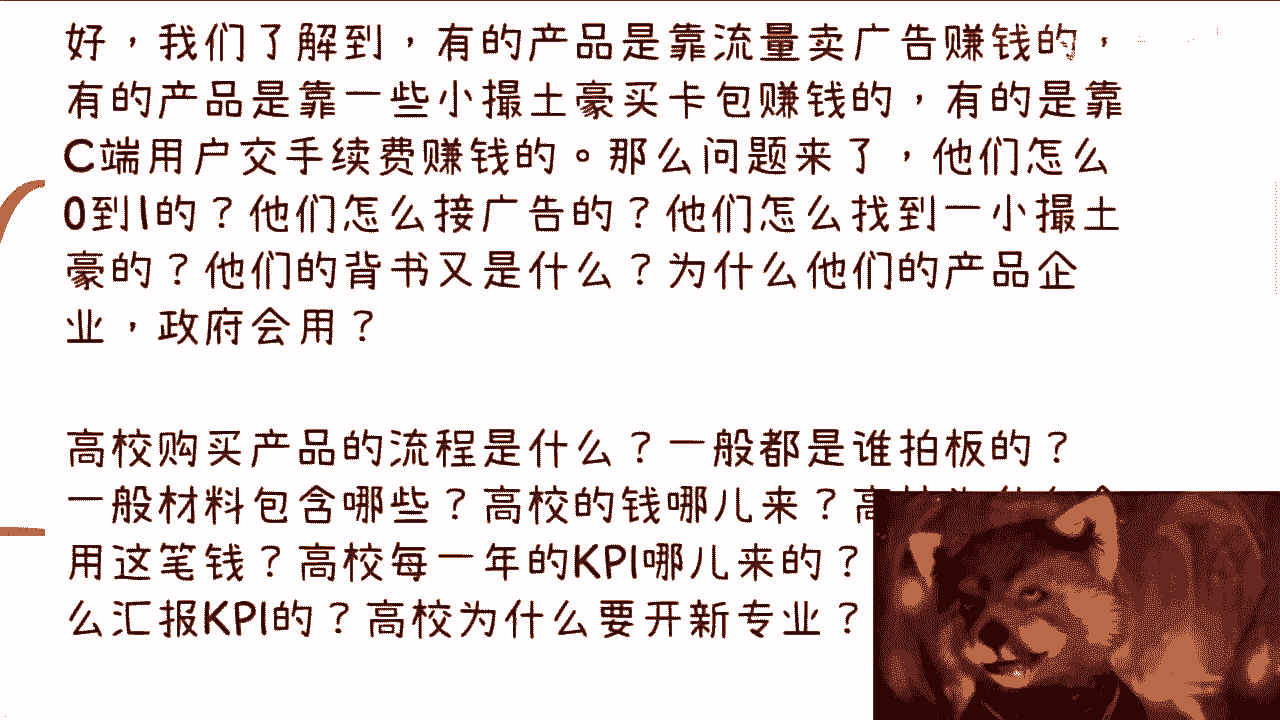 好，我们了解到，有的产品是靠流量卖广告赚钱的，
有的产品是靠一些小撮土豪买卡包赚钱的，有的是靠
C端用户交手续费赚钱的。那么问题来了，他们怎么
0到1的？他们怎么接广告的？他们怎么找到一小撮土
豪的？他们的背书又是什么？为什么他们的产品企
业，政府会用？
高校购买产品的流程是什么？一般都是谁拍板的？
一般材料包含哪些？高校的钱哪儿来？高
用这笔钱？高校每一年的KPI哪儿来的？
么汇报KPI的？高校为什么要开新专业？